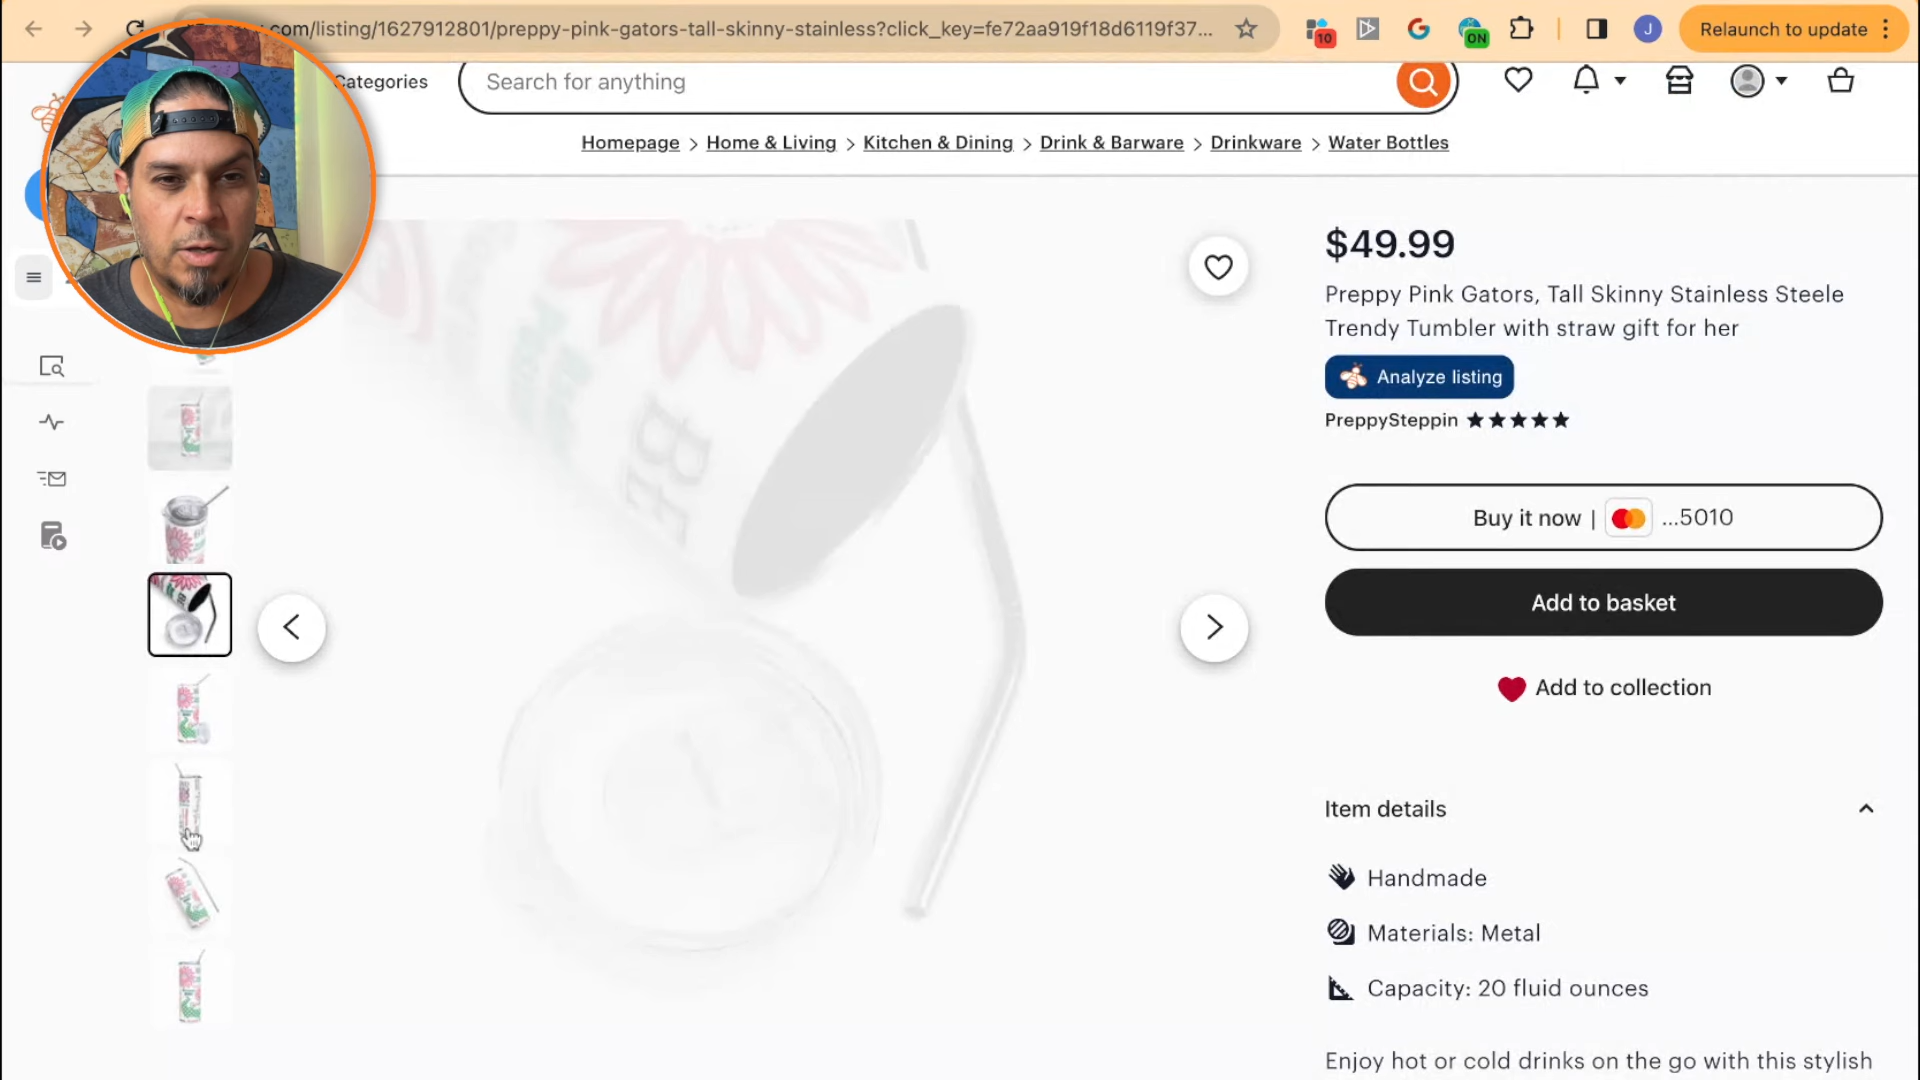 com/listing/1627912801/preppy-pink-gators-tall-skinny-stainless?click_key=fe72aa919f18d6119f37...
10
ON
J
Relaunch to update
Categories
Search for anything
Homepage > Home & Living > Kitchen & Dining > Drink & Barware > Drinkware > Water Bottles
$49.99
Preppy Pink Gators, Tall Skinny Stainless Steele
Trendy Tumbler with straw gift for her
Analyze listing
PreppySteppin
BE
Buy it now | ...5010
Add to basket
Add to collection
Item details
Handmade
Materials: Metal
Capacity: 20 fluid ounces
Enjoy hot or cold drinks on the go with this stylish